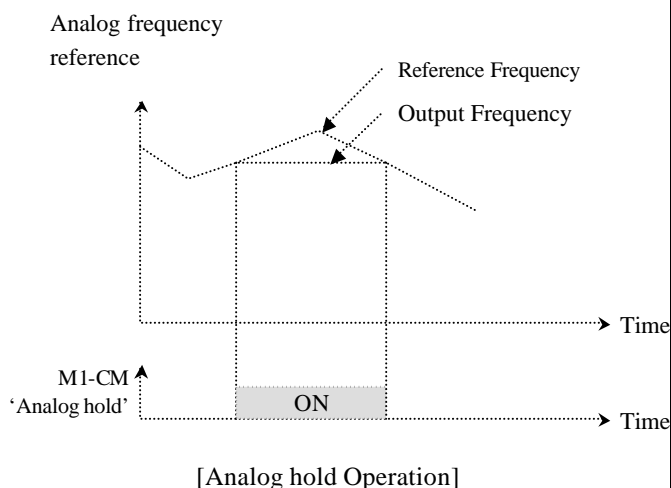 Analog frequency
reference
Reference Frequency
Output Frequency
Time
M1-CM
‘Analog hold’
ON
Time
[Analog hold Operation]